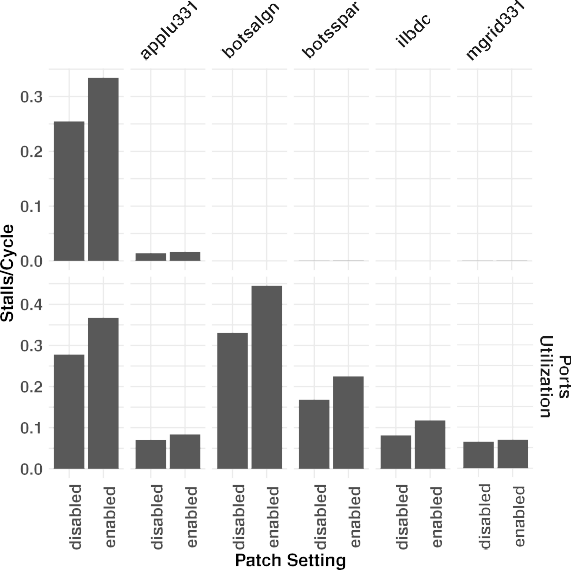 applu331
botsalgn
botsspar
ilbdc
mgrid331
Stalls/Cycle
0.3
0.2
0.1
0.0
0.4
0.3
0.2
0.1
0.0
Ports
Utilization
disabled
enabled
disabled
enabled
disabled
enabled
disabled
enabled
disabled
enabled
disabled
enabled
Patch Setting